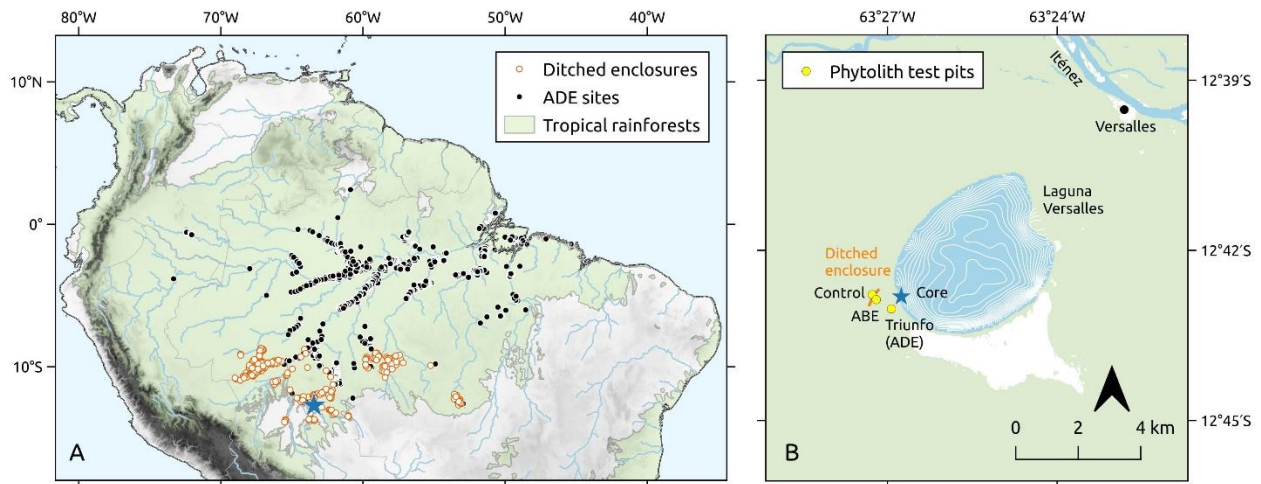 80°W 70°W 60°W 50°W 40°W
10°N
0°
10°S
Ditched enclosures
ADE sites
Tropical rainforests
A
63°27'W 63°24'W
12°39'S
12°42'S
12°45'S
Phytolith test pits
Iténez
Versalles
Laguna
Versalles
Ditched
enclosure
Control
Core
ABE
Triunfo
(ADE)
0 2 4 km
B